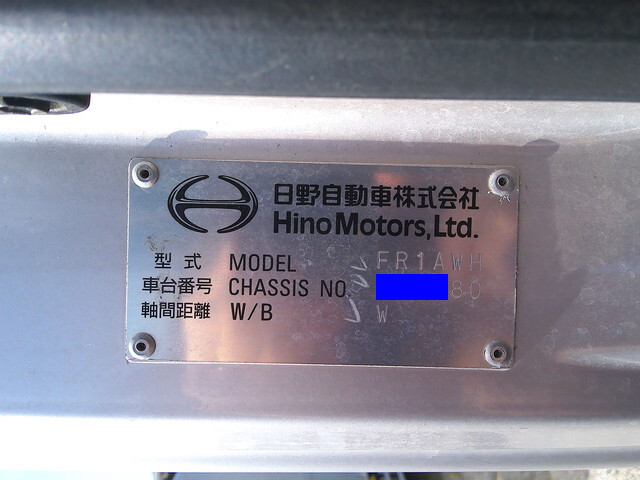 日野自動車株式会社
Hino Motors, Ltd.
型式 MODEL FR1AWH
車台番号 CHASSIS NO. 80
軸間距離 W/B W